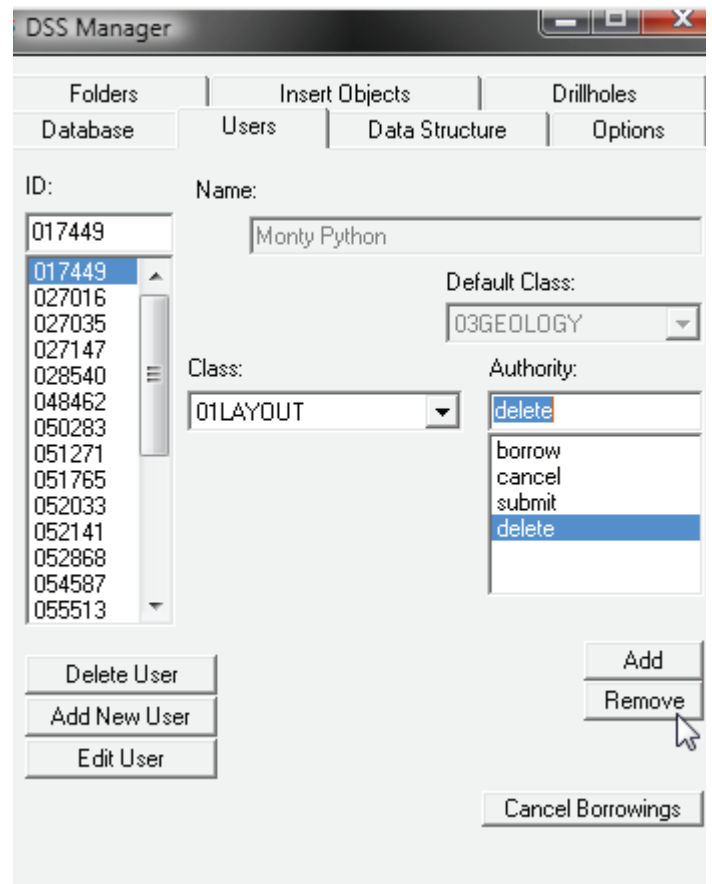 DSS Manager
Folders Insert Objects Drillholes
Database Users Data Structure Options
ID:
Name:
017449
Monty Python
017449
027016
027035
027147
028540
048462
050283
051271
051765
052033
052141
052868
054587
055513
Default Class:
03GEOLOGY
Class:
01LAYOUT
Authority:
delete
borrow
cancel
submit
delete
Delete User
Add New User
Edit User
Add
Remove
Cancel Borrowings